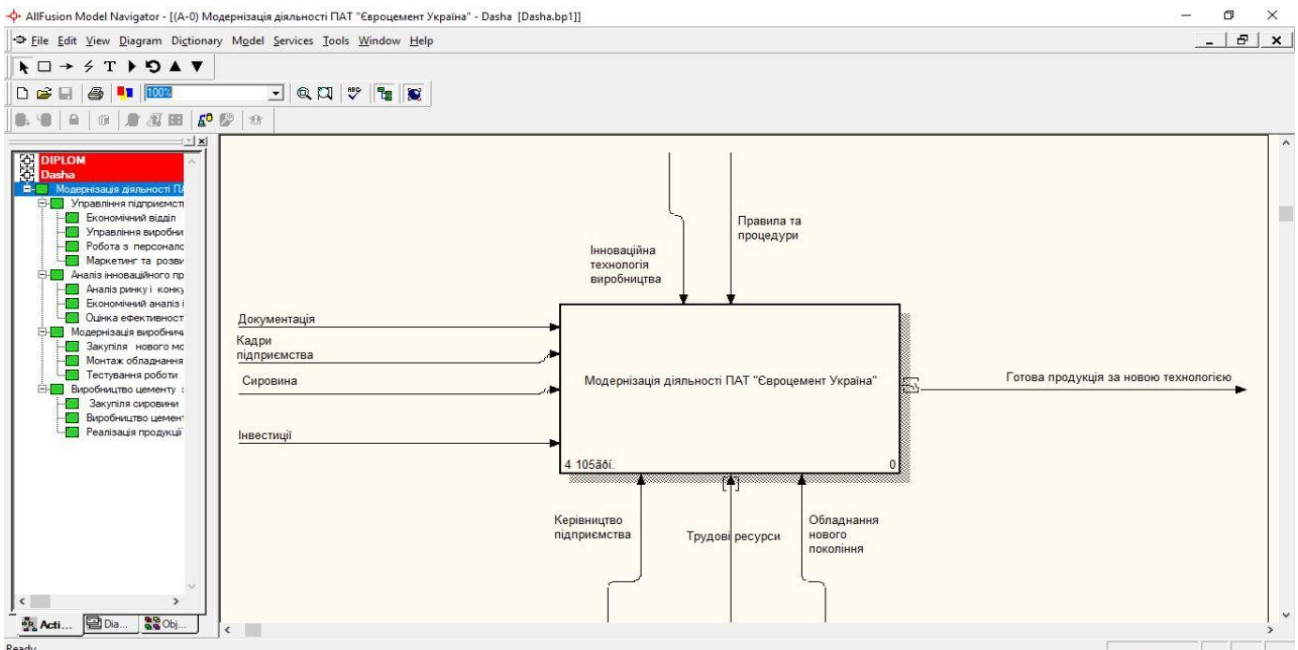 AllFusion Model Navigator - [(A-0) Модернізація діяльності ПАТ "Євроцемент Україна" - Dasha [Dasha.bp1]]
File Edit View Diagram Dictionary Model Services Tools Window Help
100%
DIPLOM
Dasha
Модернізація діяльності ПА
Управління підприємст
Економічний відділ
Управління виробни
Робота з персонало
Маркетинг та розви
Аналіз інноваційного пр
Аналіз ринку і конку
Економічний аналіз і
Оцінка ефективност
Модернізація виробнич
Закупіля нового мо
Монтаж обладнання
Тестування роботи
Виробництво цементу з
Закупіля сировини
Виробництво цемент
Реалізація продукції
Acti... Dia... Obj...
Ready
Правила та
процедури
Інноваційна
технологія
виробництва
Документація
Кадри
підприємства
Сировина
Інвестиції
Модернізація діяльності ПАТ "Євроцемент Україна"
4 105ãðí. 0
Готова продукція за новою технологією
Керівництво
підприємства
Трудові ресурси
Обладнання
нового
покоління